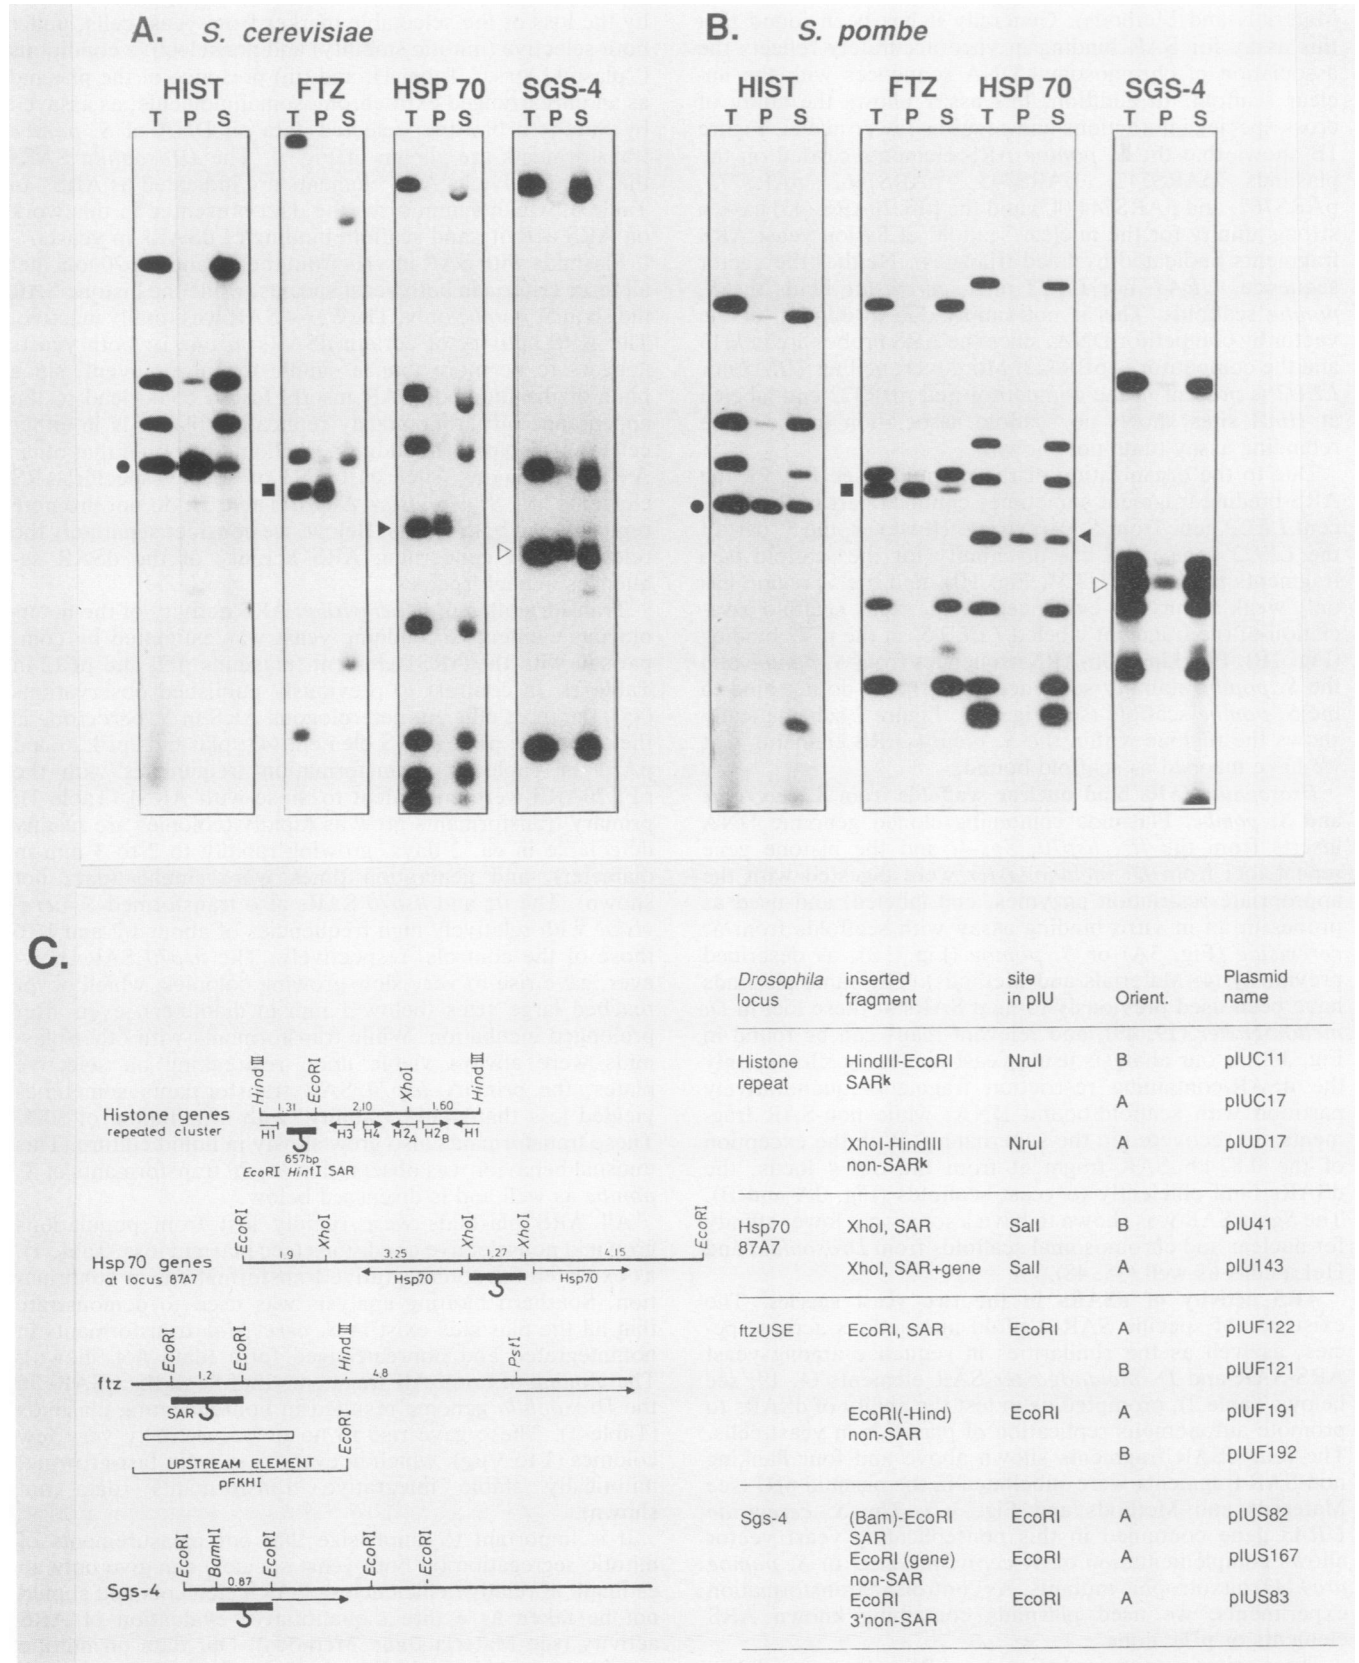 A. S. cerevisiae
HIST FTZ HSP 70 SGS-4
T P S T P S T S T P S
B. S. pombe
HIST FTZ HSP 70 SGS-4
T P S T P S T P S T P S
C.
HindIII EcoRI XhoI HindIII
1.31 2.10 1.60
Histone genes
repeated cluster
H1 H3 H4 H2A H2B H1
657bp
EcoRI HinfI SAR
EcoRI XhoI XhoI XhoI EcoRI
1.9 3.25 1.27 4.15
Hsp70 genes
at locus 87A7
Hsp70 Hsp70
EcoRI EcoRI HindIII PstI
1.2 4.8
ftz
SAR
EcoRI
UPSTREAM ELEMENT
pFKHI
EcoRI BamHI EcoRI EcoRI EcoRI
0.87
Sgs-4
Drosophila locus inserted fragment site in pIU Orient. Plasmid name
Histone repeat HindIII-EcoRI SARk NruI B pIUC11
A pIUC17
XhoI-HindIII non-SARk NruI A pIUD17
Hsp70 87A7 XhoI, SAR SalI B pIU41
XhoI, SAR+gene SalI A pIU143
ftzUSE EcoRI, SAR EcoRI A pIUF122
B pIUF121
EcoRI(-Hind) non-SAR EcoRI A pIUF191
B pIUF192
Sgs-4 (Bam)-EcoRI SAR EcoRI A pIUS82
EcoRI (gene) non-SAR EcoRI A pIUS167
EcoRI 3'non-SAR EcoRI A pIUS83